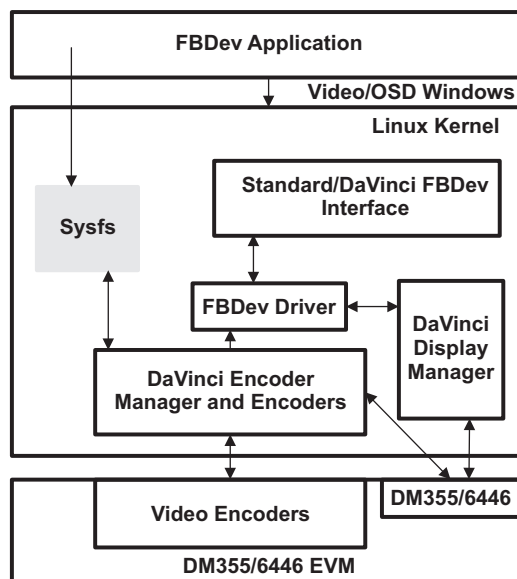 FBDev Application
Video/OSD Windows
Linux Kernel
Standard/DaVinci FBDev
Interface
Sysfs
FBDev Driver
DaVinci
Display
Manager
DaVinci Encoder
Manager and Encoders
Video Encoders
DM355/6446
DM355/6446 EVM